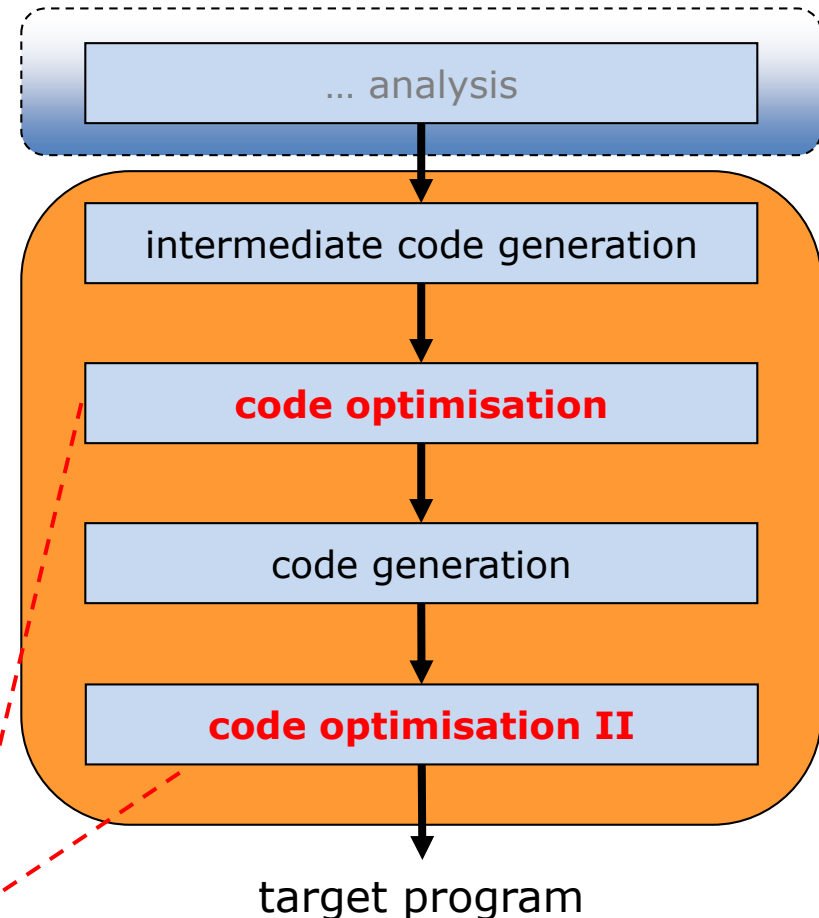 … analysis
intermediate code generation
code optimisation
code generation
code optimisation II
target program